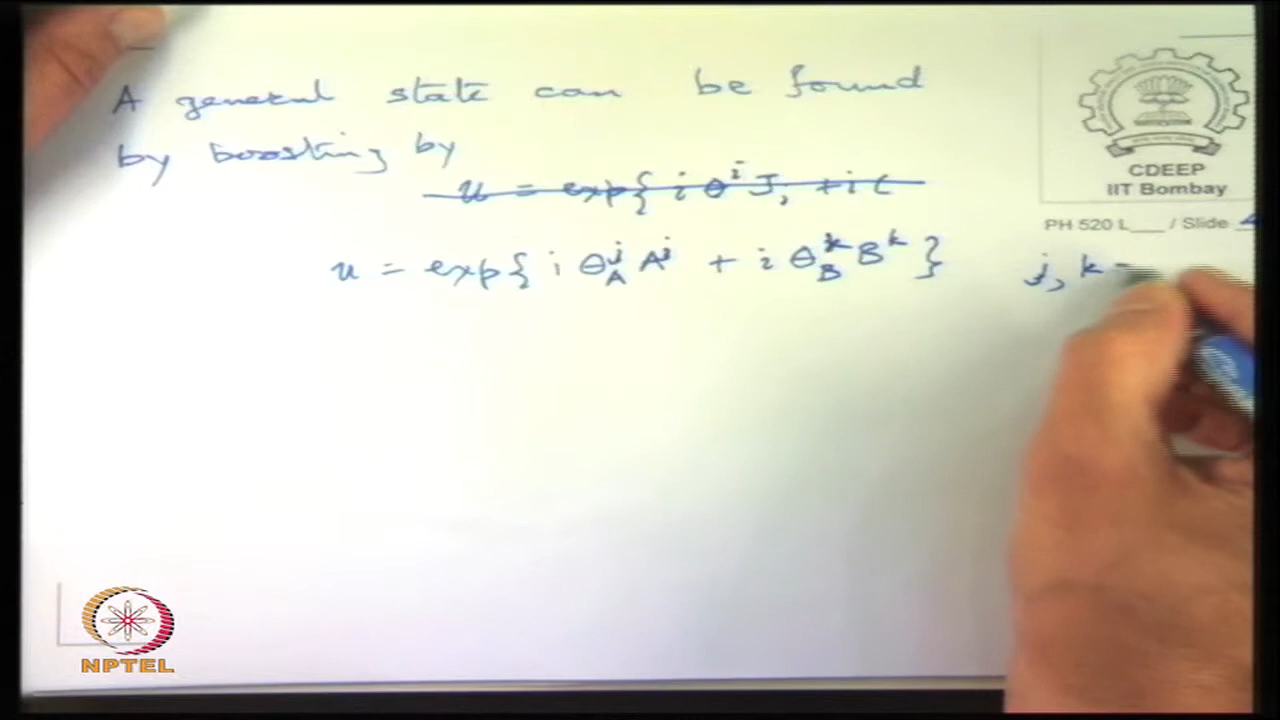 A general state can be found
by boosting by
u = exp{ i θ^i J_i + i
u = exp{ i θ_A^j A^j + i θ_B^k B^k } j, k =
CDEEP
IIT Bombay
PH 520 L___ / Slide
NPTEL